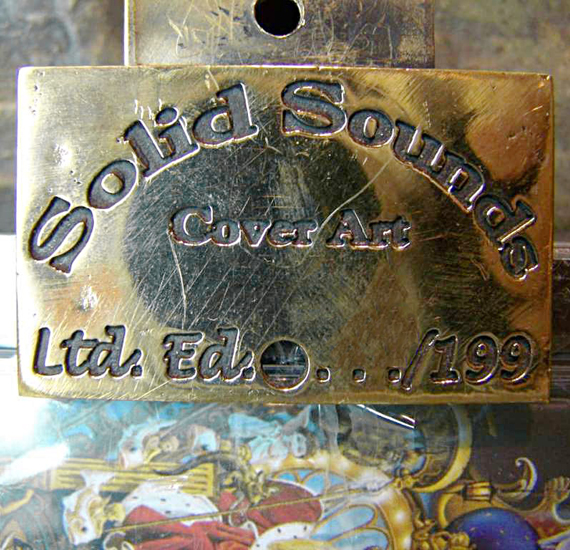 Solid Sounds
Cover Art
Ltd. Ed. . . ./199